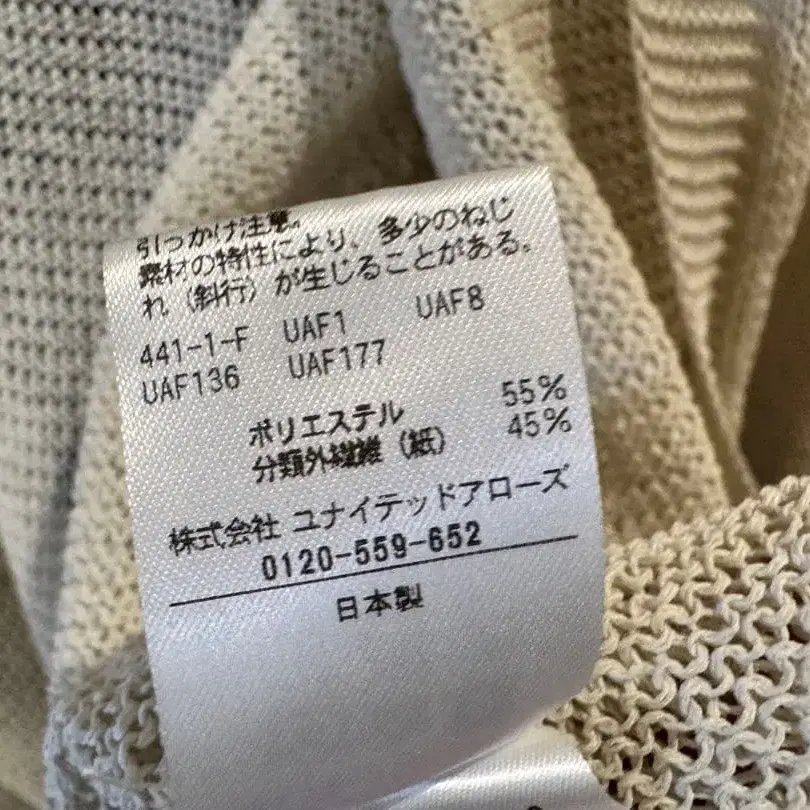 引っかけ注意。
素材の特性により、多少のねじ
れ(斜行)が生じることがある。
441-1-F UAF1 UAF8
UAF136 UAF177
ポリエステル 55%
分類外繊維(紙) 45%
株式会社 ユナイテッドアローズ
0120-559-652
日本製